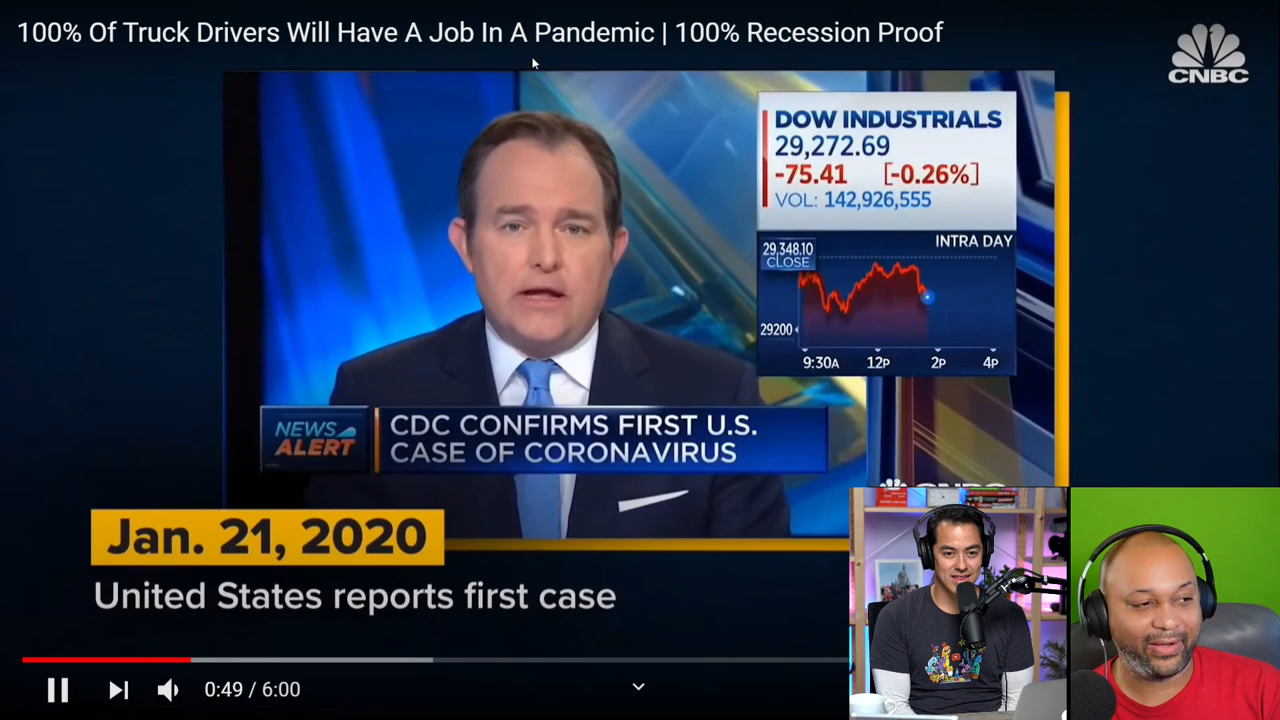 100% Of Truck Drivers Will Have A Job In A Pandemic | 100% Recession Proof
CNBC
DOW INDUSTRIALS
29,272.69
-75.41 [-0.26%]
VOL: 142,926,555
INTRA DAY
29,348.10
CLOSE
29200
9:30A 12P 2P 4P
NEWS
ALERT
CDC CONFIRMS FIRST U.S.
CASE OF CORONAVIRUS
CNBC
Jan. 21, 2020
United States reports first case
0:49 / 6:00